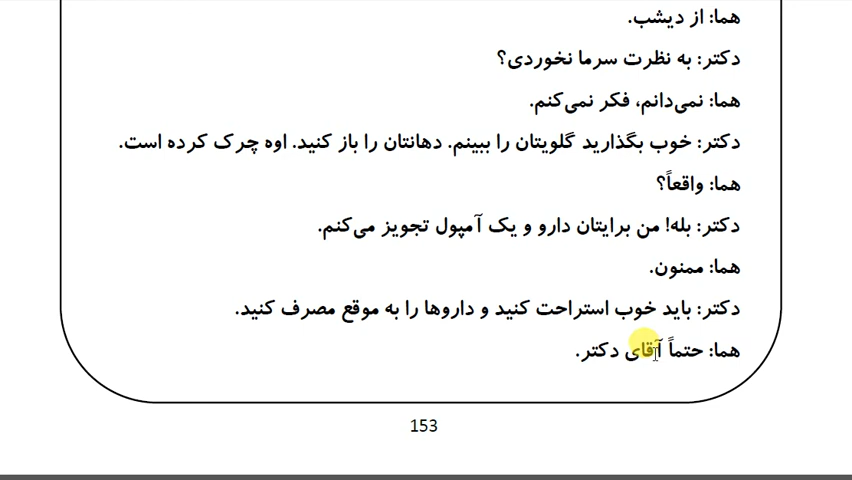 هما: از دیشب.
دکتر: به نظرت سرما نخوردی؟
هما: نمی‌دانم، فکر نمی‌کنم.
دکتر: خوب بگذارید گلویتان را ببینم. دهانتان را باز کنید. اوه چرک کرده است.
هما: واقعاً؟
دکتر: بله! من برایتان دارو و یک آمپول تجویز می‌کنم.
هما: ممنون.
دکتر: باید خوب استراحت کنید و داروها را به موقع مصرف کنید.
هما: حتماً آقای دکتر.
153